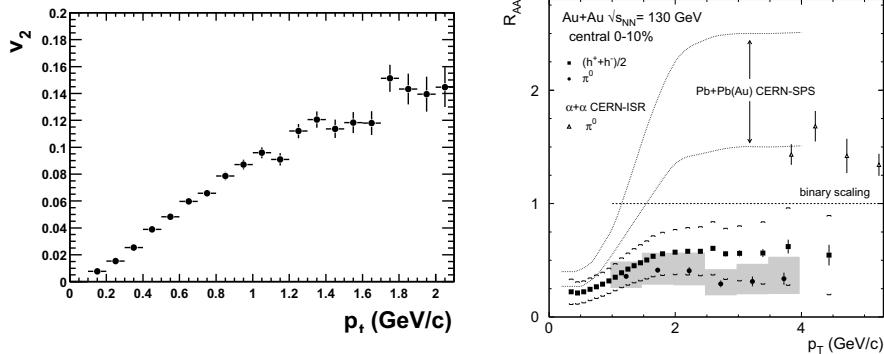 v2
0.2
0.18
0.16
0.14
0.12
0.1
0.08
0.06
0.04
0.02
0
0 0.2 0.4 0.6 0.8 1 1.2 1.4 1.6 1.8 2
pt (GeV/c)
RAA
Au+Au √sNN= 130 GeV
central 0-10%
(h++h-)/2
π0
Pb+Pb(Au) CERN-SPS
α+α CERN-ISR
π0
binary scaling
2
1
0
0 2 4
pT (GeV/c)